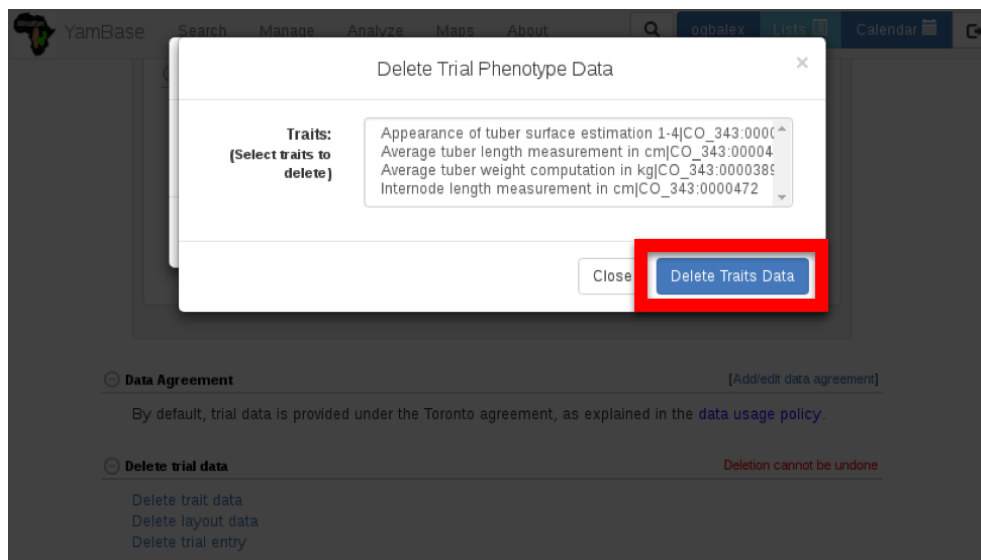 YamBase Search Manage Analyze Maps About ogbalex Lists Calendar
Delete Trial Phenotype Data ×
Traits:
(Select traits to
delete)
Appearance of tuber surface estimation 1-4|CO_343:0000
Average tuber length measurement in cm|CO_343:00004
Average tuber weight computation in kg|CO_343:0000389
Internode length measurement in cm|CO_343:0000472
Close Delete Traits Data
Data Agreement [Add/edit data agreement]
By default, trial data is provided under the Toronto agreement, as explained in the data usage policy.
Delete trial data Deletion cannot be undone
Delete trait data
Delete layout data
Delete trial entry